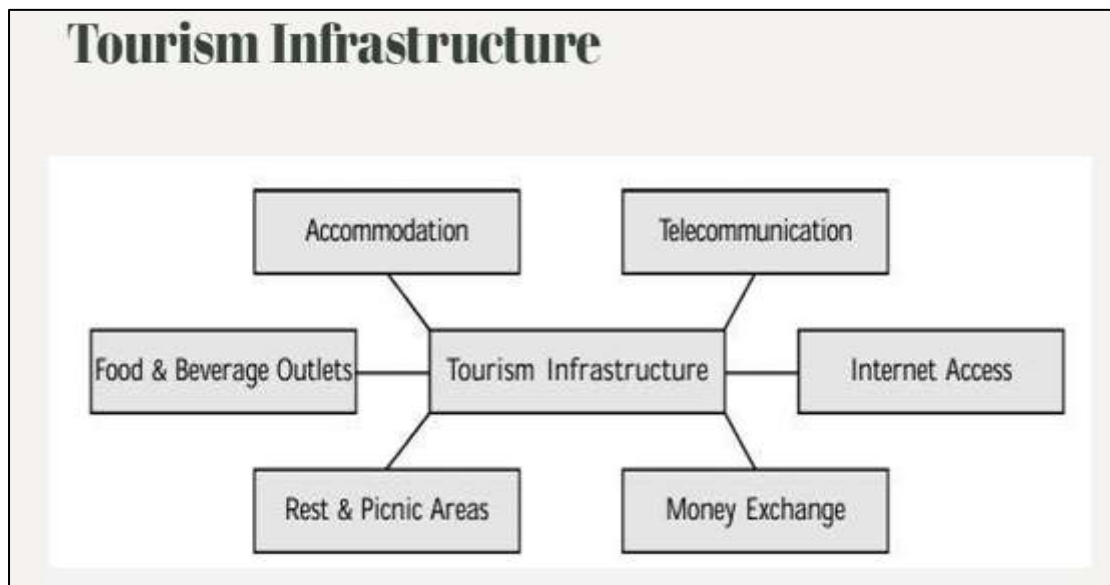 Tourism Infrastructure
Accommodation
Telecommunication
Food & Beverage Outlets
Tourism Infrastructure
Internet Access
Rest & Picnic Areas
Money Exchange